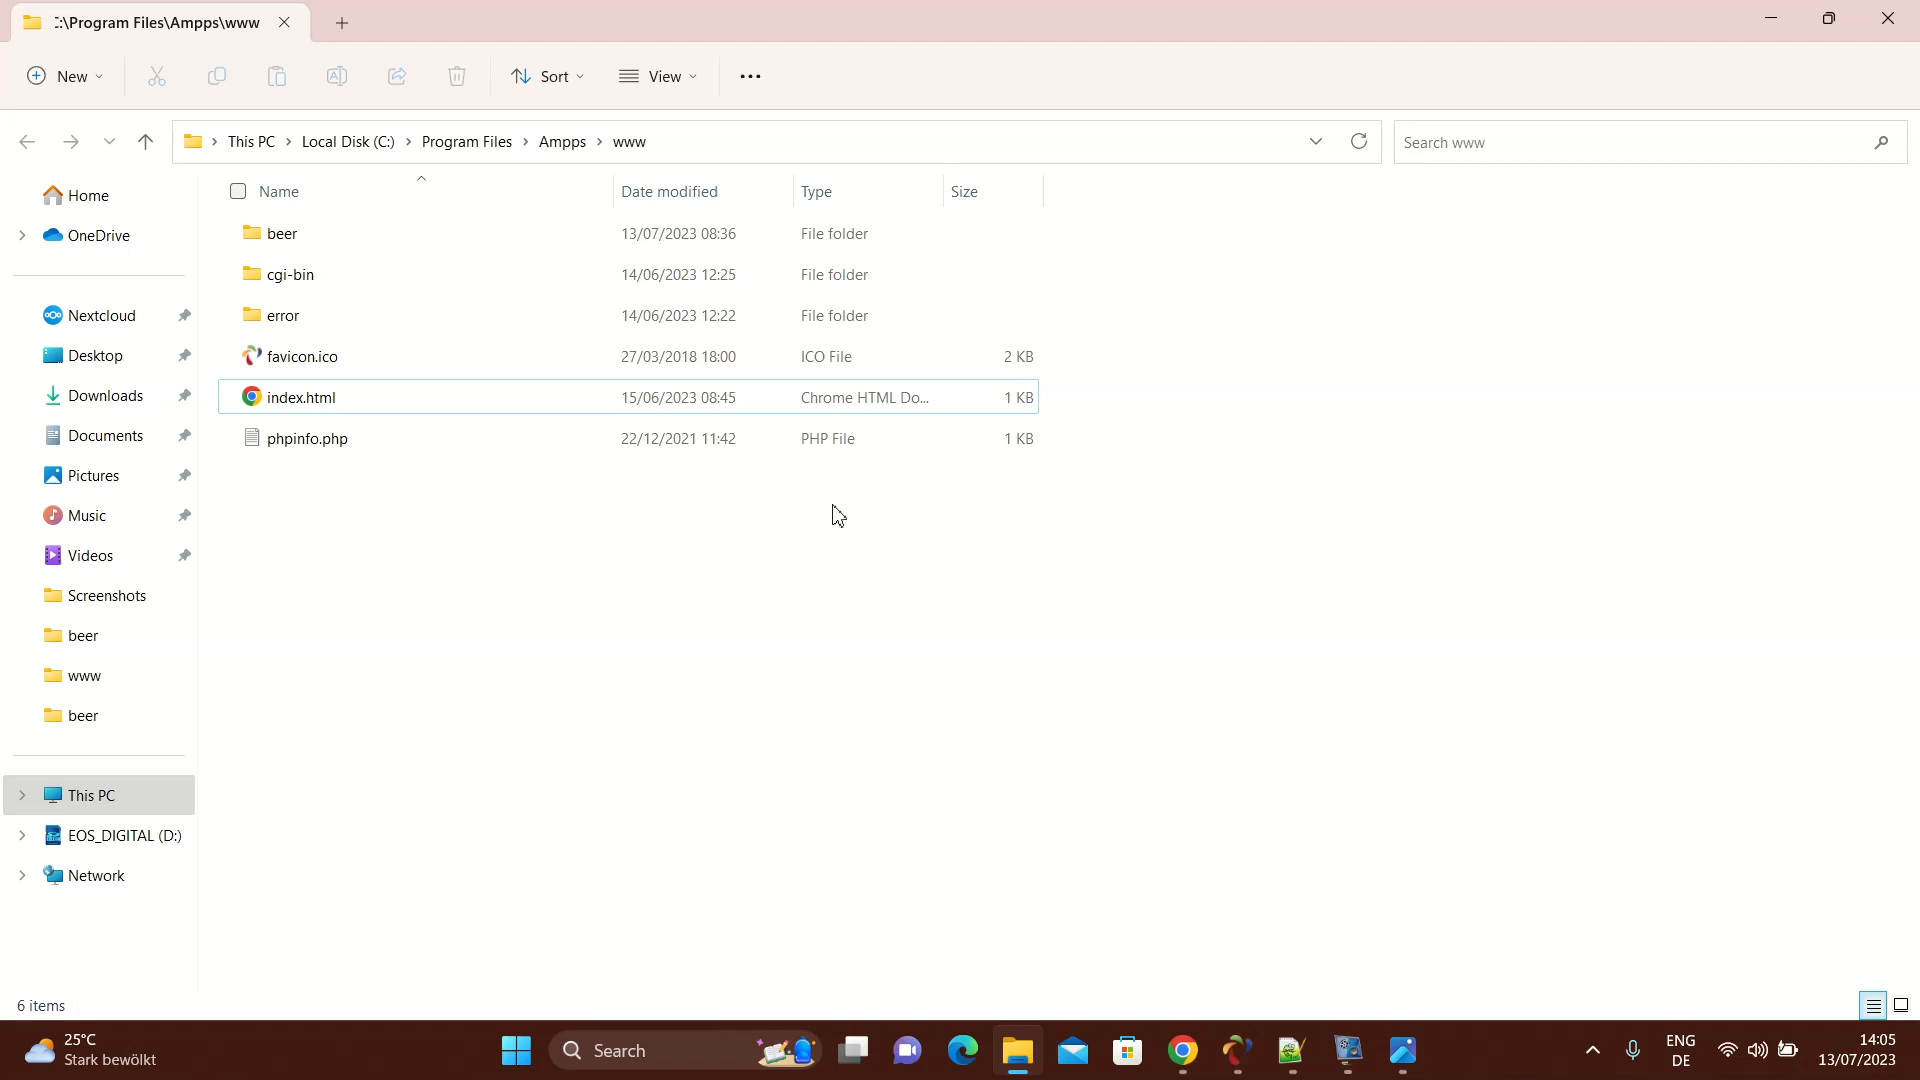 :\Program Files\Ampps\www
New
Sort
View
This PC
Local Disk (C:)
Program Files
Ampps
www
Search www
Name
Date modified
Type
Size
Home
OneDrive
Nextcloud
Desktop
Downloads
Documents
Pictures
Music
Videos
Screenshots
beer
www
beer
This PC
EOS_DIGITAL (D:)
Network
beer 13/07/2023 08:36 File folder
cgi-bin 14/06/2023 12:25 File folder
error 14/06/2023 12:22 File folder
favicon.ico 27/03/2018 18:00 ICO File 2 KB
index.html 15/06/2023 08:45 Chrome HTML Do... 1 KB
phpinfo.php 22/12/2021 11:42 PHP File 1 KB
6 items
25°C
Stark bewölkt
Search
ENG
DE
14:05
13/07/2023